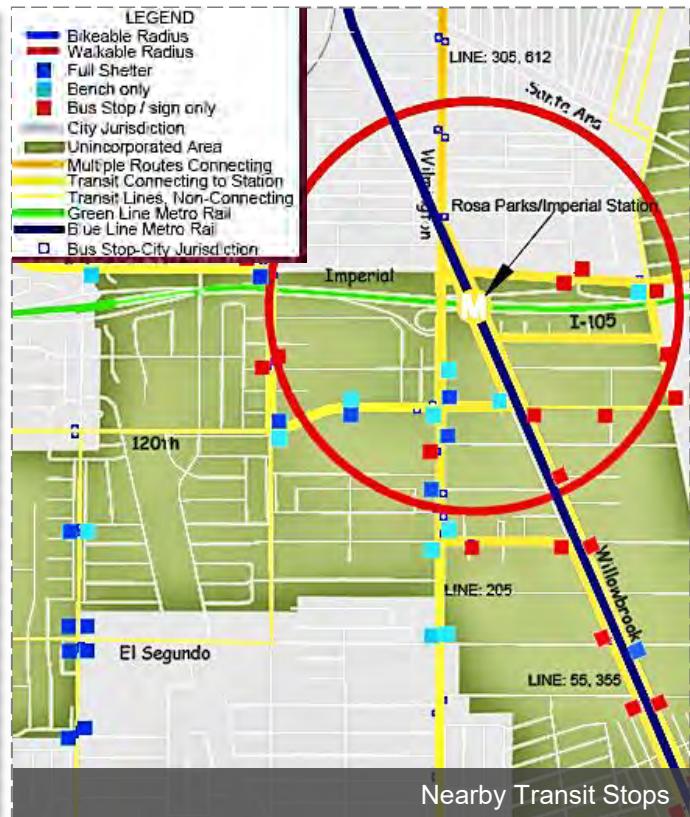 LEGEND
Bikeable Radius
Walkable Radius
Full Shelter
Bench only
Bus Stop / sign only
City Jurisdiction
Unincorporated Area
Multiple Routes Connecting
Transit Connecting to Station
Transit Lines, Non-Connecting
Green Line Metro Rail
Blue Line Metro Rail
Bus Stop-City Jurisdiction
LINE: 305, 612
Santa Ana
Wilmington
Rosa Parks/Imperial Station
Imperial
M
I-105
120th
Willowbrook
LINE: 205
El Segundo
LINE: 55, 355
Nearby Transit Stops